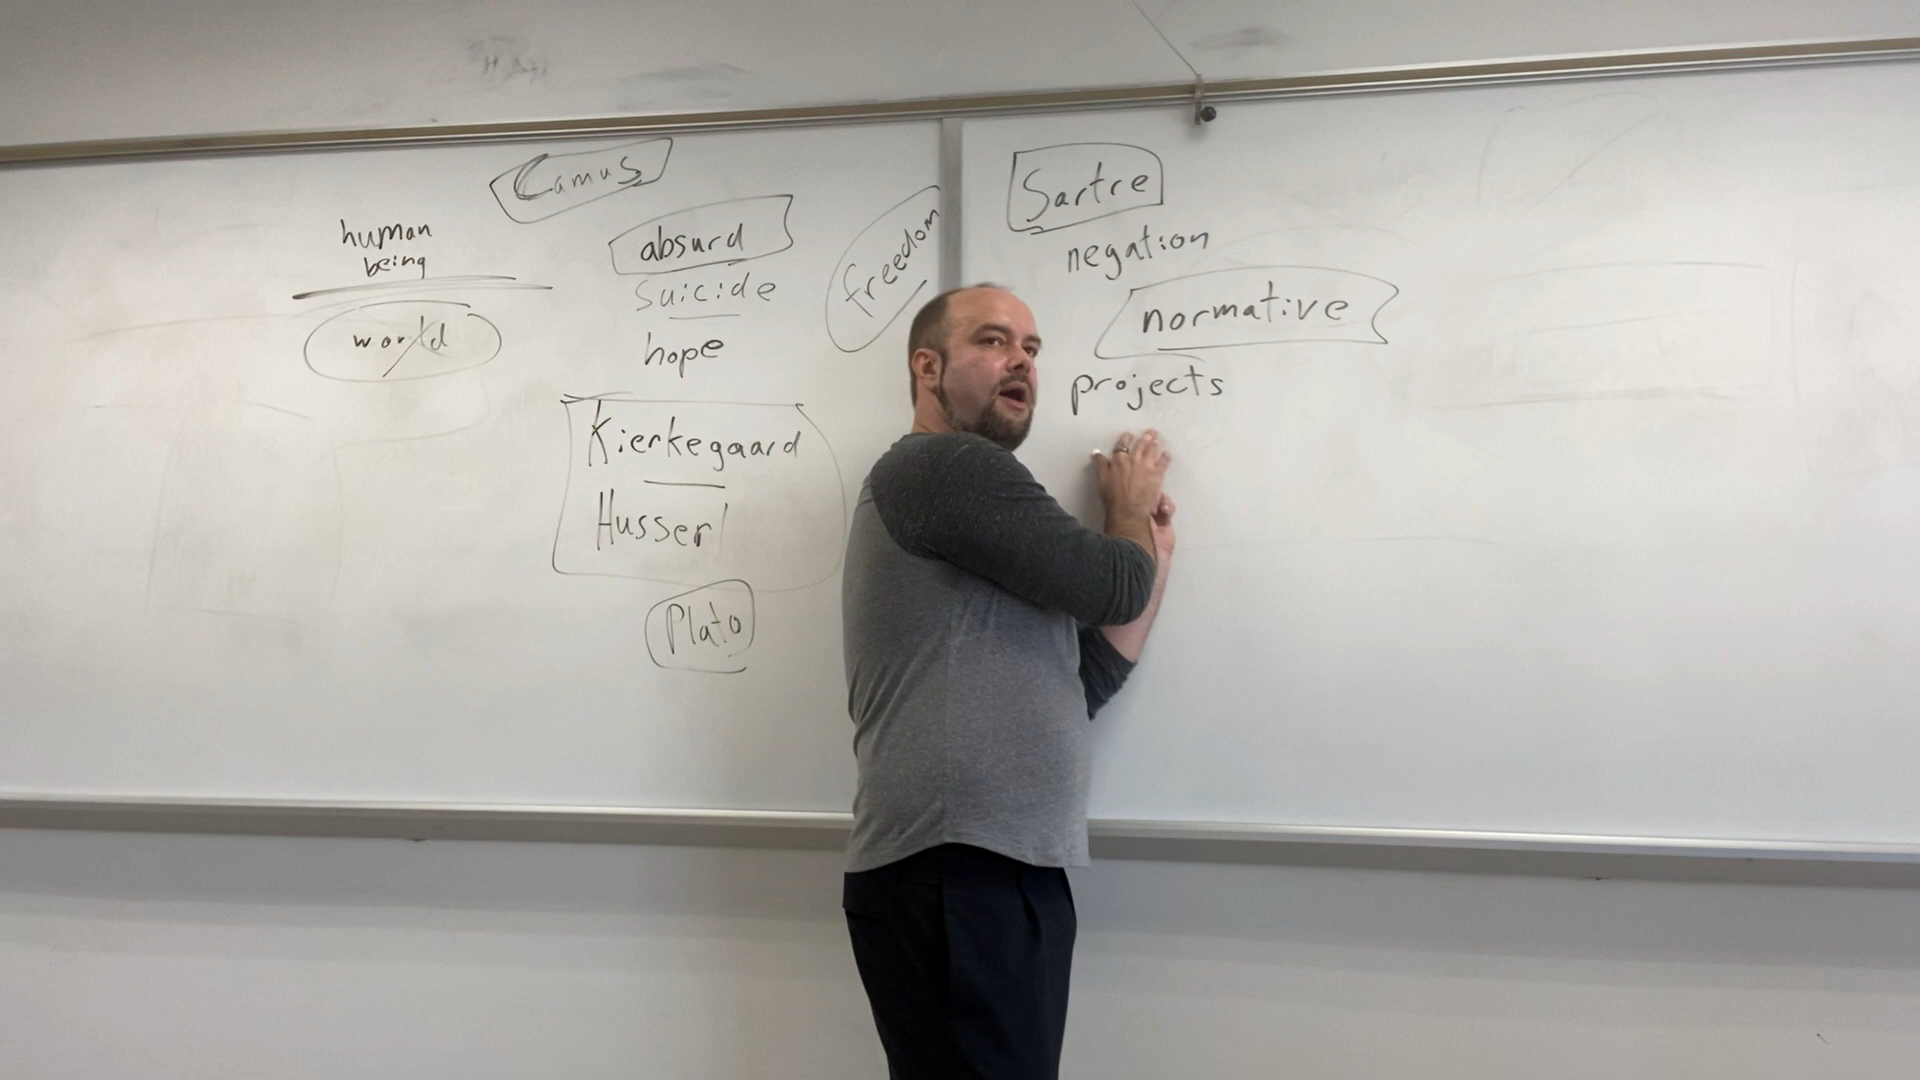 Camus
human
being
world
absurd
suicide
hope
Kierkegaard
Husserl
Plato
freedom
Sartre
negation
normative
projects